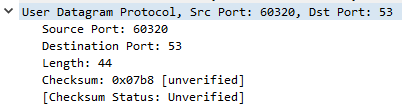 User Datagram Protocol, Src Port: 60320, Dst Port: 53
Source Port: 60320
Destination Port: 53
Length: 44
Checksum: 0x07b8 [unverified]
[Checksum Status: Unverified]